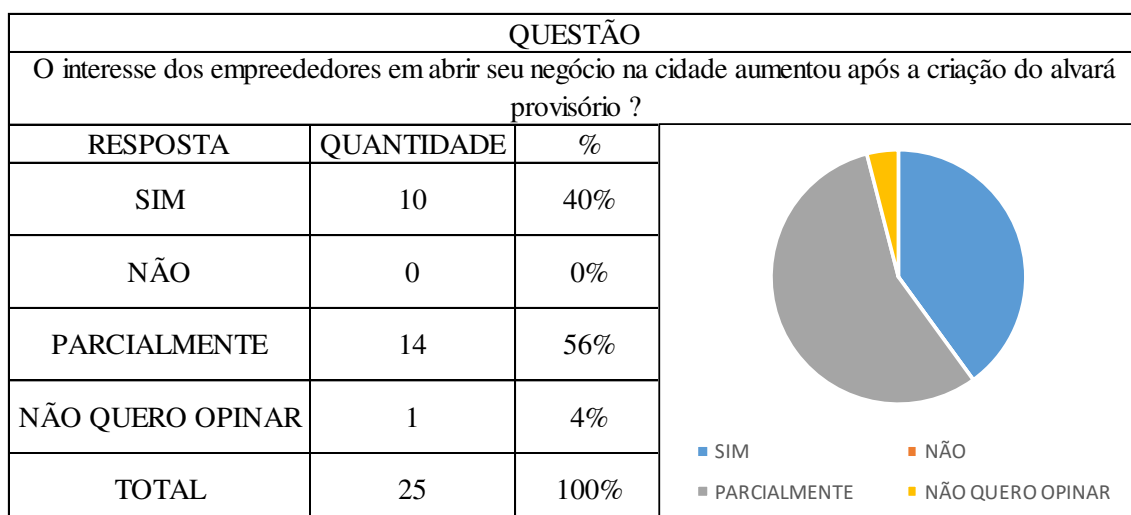 QUESTÃO
O interesse dos empreededores em abrir seu negócio na cidade aumentou após a criação do alvará
provisório ?
RESPOSTA QUANTIDADE %
SIM 10 40%
NÃO 0 0%
PARCIALMENTE 14 56%
NÃO QUERO OPINAR 1 4%
TOTAL 25 100%
SIM NÃO
PARCIALMENTE NÃO QUERO OPINAR